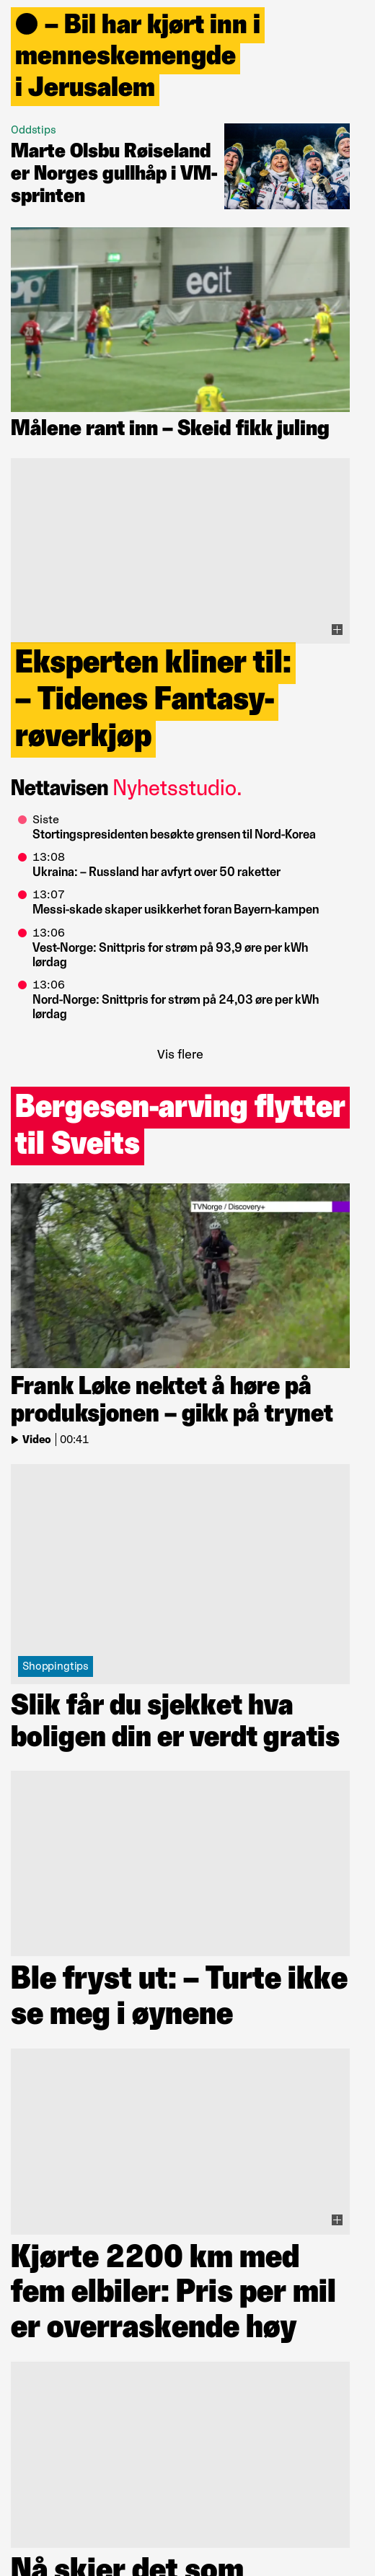 – Bil har kjørt inn i
menneskemengde
i Jerusalem
Oddstips
Marte Olsbu Røiseland
er Norges gullhåp i VM-
sprinten
ecit
Målene rant inn – Skeid fikk juling
Eksperten kliner til:
– Tidenes Fantasy-
røverkjøp
Nettavisen Nyhetsstudio.
Siste
Stortingspresidenten besøkte grensen til Nord-Korea
13:08
Ukraina: – Russland har avfyrt over 50 raketter
13:07
Messi-skade skaper usikkerhet foran Bayern-kampen
13:06
Vest-Norge: Snittpris for strøm på 93,9 øre per kWh
lørdag
13:06
Nord-Norge: Snittpris for strøm på 24,03 øre per kWh
lørdag
Vis flere
Bergesen-arving flytter
til Sveits
TVNorge / Discovery+
Frank Løke nektet å høre på
produksjonen – gikk på trynet
Video | 00:41
Shoppingtips
Slik får du sjekket hva
boligen din er verdt gratis
Ble fryst ut: – Turte ikke
se meg i øynene
Kjørte 2200 km med
fem elbiler: Pris per mil
er overraskende høy
Nå skjer det som